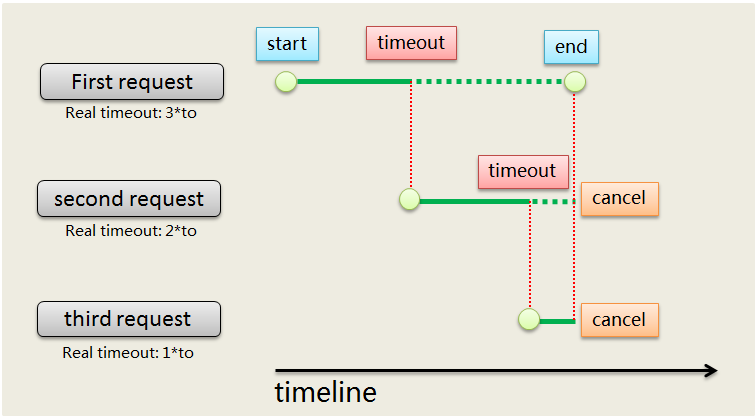 start
timeout
end
First request
Real timeout: 3*to
timeout
second request
cancel
Real timeout: 2*to
third request
cancel
Real timeout: 1*to
timeline